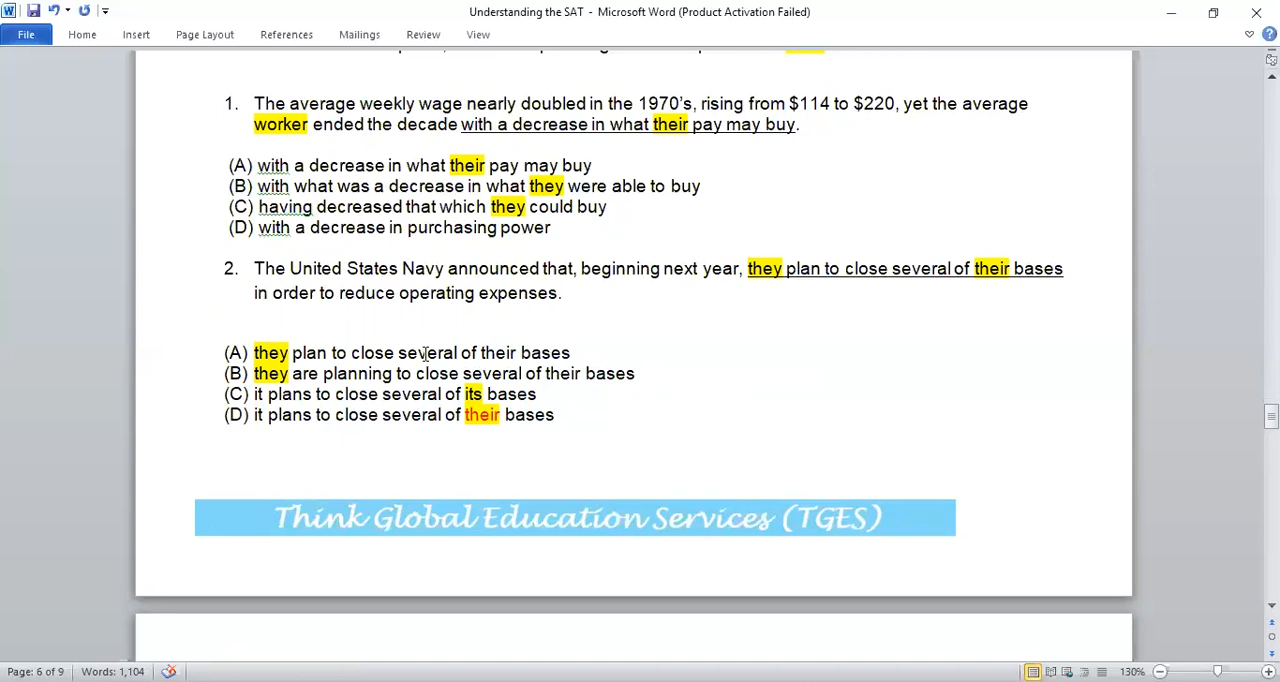 Understanding the SAT - Microsoft Word (Product Activation Failed)
File Home Insert Page Layout References Mailings Review View
1. The average weekly wage nearly doubled in the 1970's, rising from $114 to $220, yet the average
worker ended the decade with a decrease in what their pay may buy.
(A) with a decrease in what their pay may buy
(B) with what was a decrease in what they were able to buy
(C) having decreased that which they could buy
(D) with a decrease in purchasing power
2. The United States Navy announced that, beginning next year, they plan to close several of their bases
in order to reduce operating expenses.
(A) they plan to close several of their bases
(B) they are planning to close several of their bases
(C) it plans to close several of its bases
(D) it plans to close several of their bases
Think Global Education Services (TGES)
Page: 6 of 9 Words: 1,104 130%